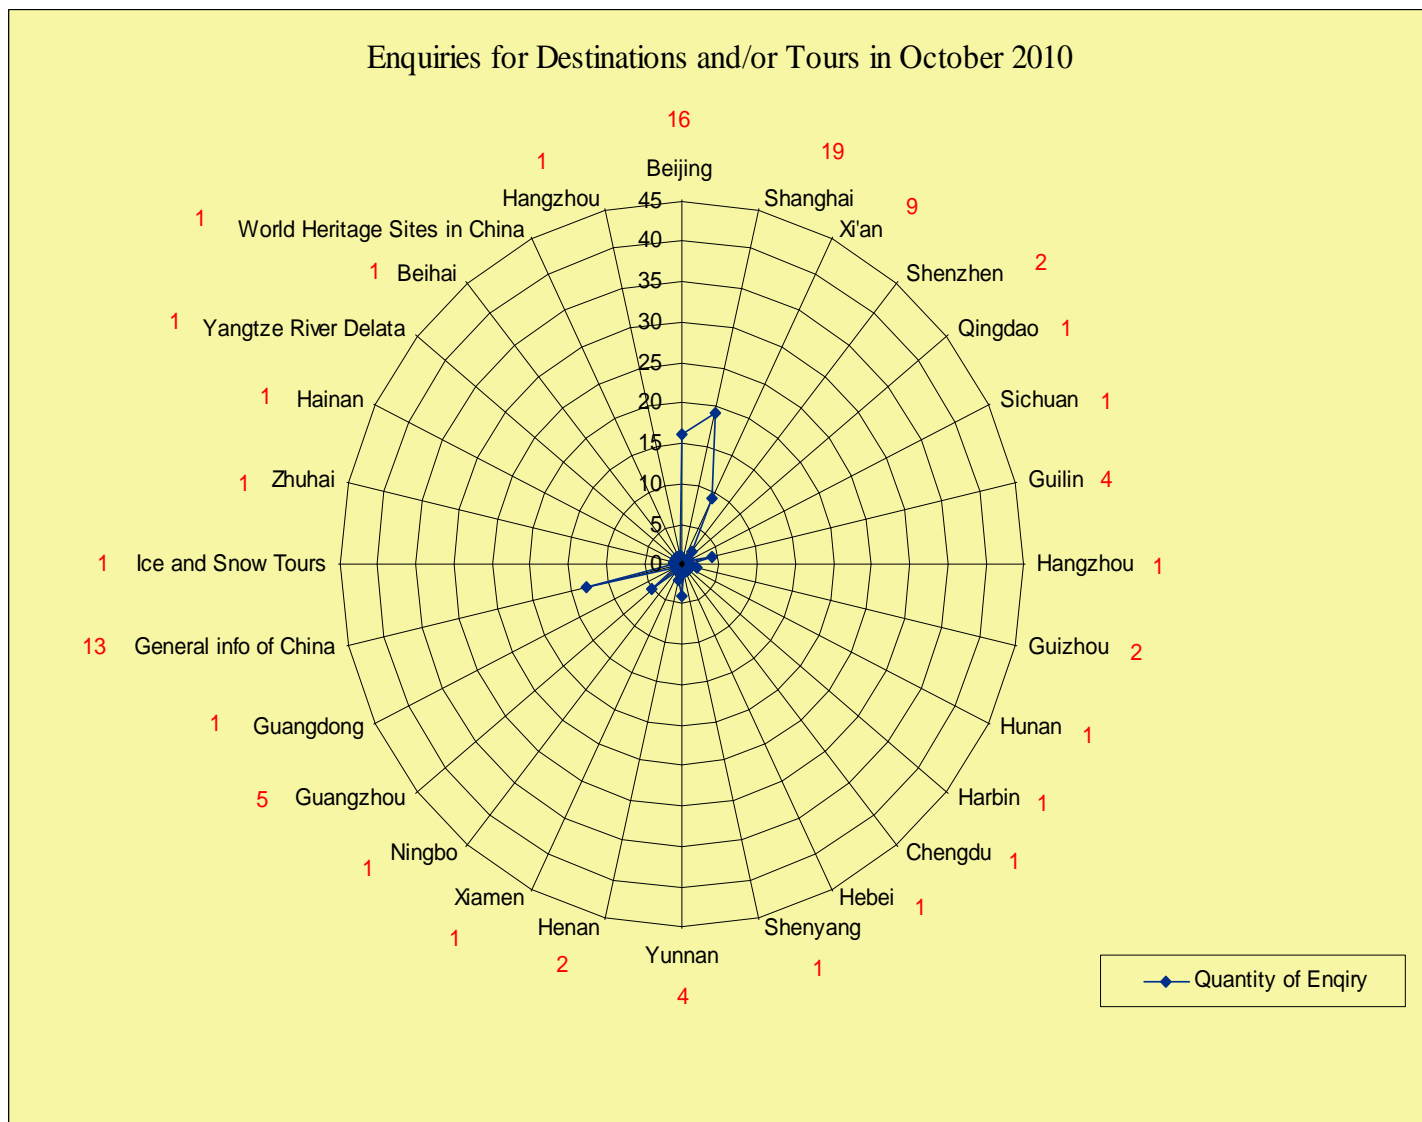 Enquiries for Destinations and/or Tours in October 2010
16
Beijing
19
Shanghai
9
Xi'an
2
Shenzhen
1
Qingdao
1
Sichuan
4
Guilin
1
Hangzhou
2
Guizhou
1
Hunan
1
Harbin
1
Chengdu
1
Hebei
1
Shenyang
4
Yunnan
2
Henan
1
Xiamen
1
Ningbo
5
Guangzhou
1
Guangdong
13
General info of China
1
Ice and Snow Tours
1
Zhuhai
1
Hainan
1
Yangtze River Delata
1
Beihai
1
World Heritage Sites in China
1
Hangzhou
45
40
35
30
25
20
15
10
5
0
Quantity of Enqiry